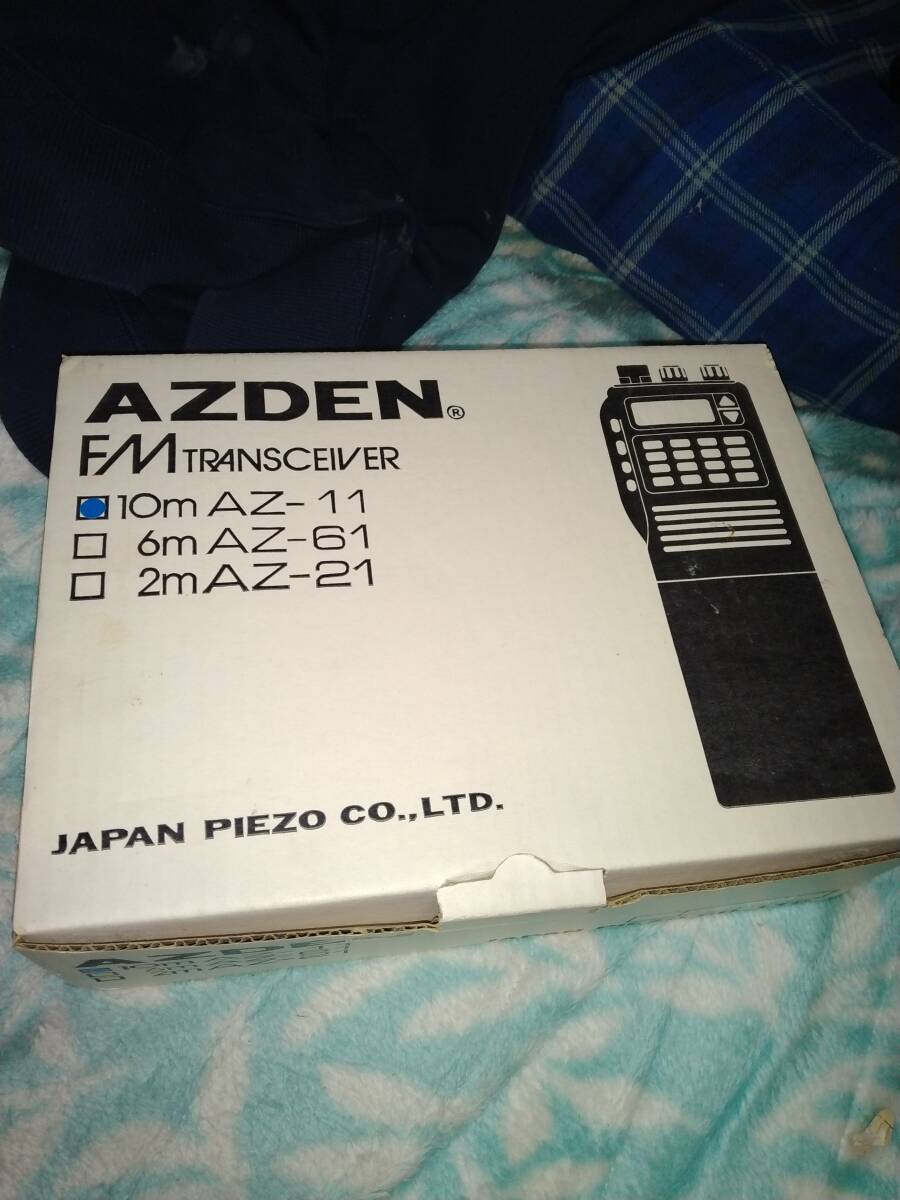 AZDEN®
FM TRANSCEIVER
10m AZ-11
6m AZ-61
2m AZ-21
JAPAN PIEZO CO.,LTD.